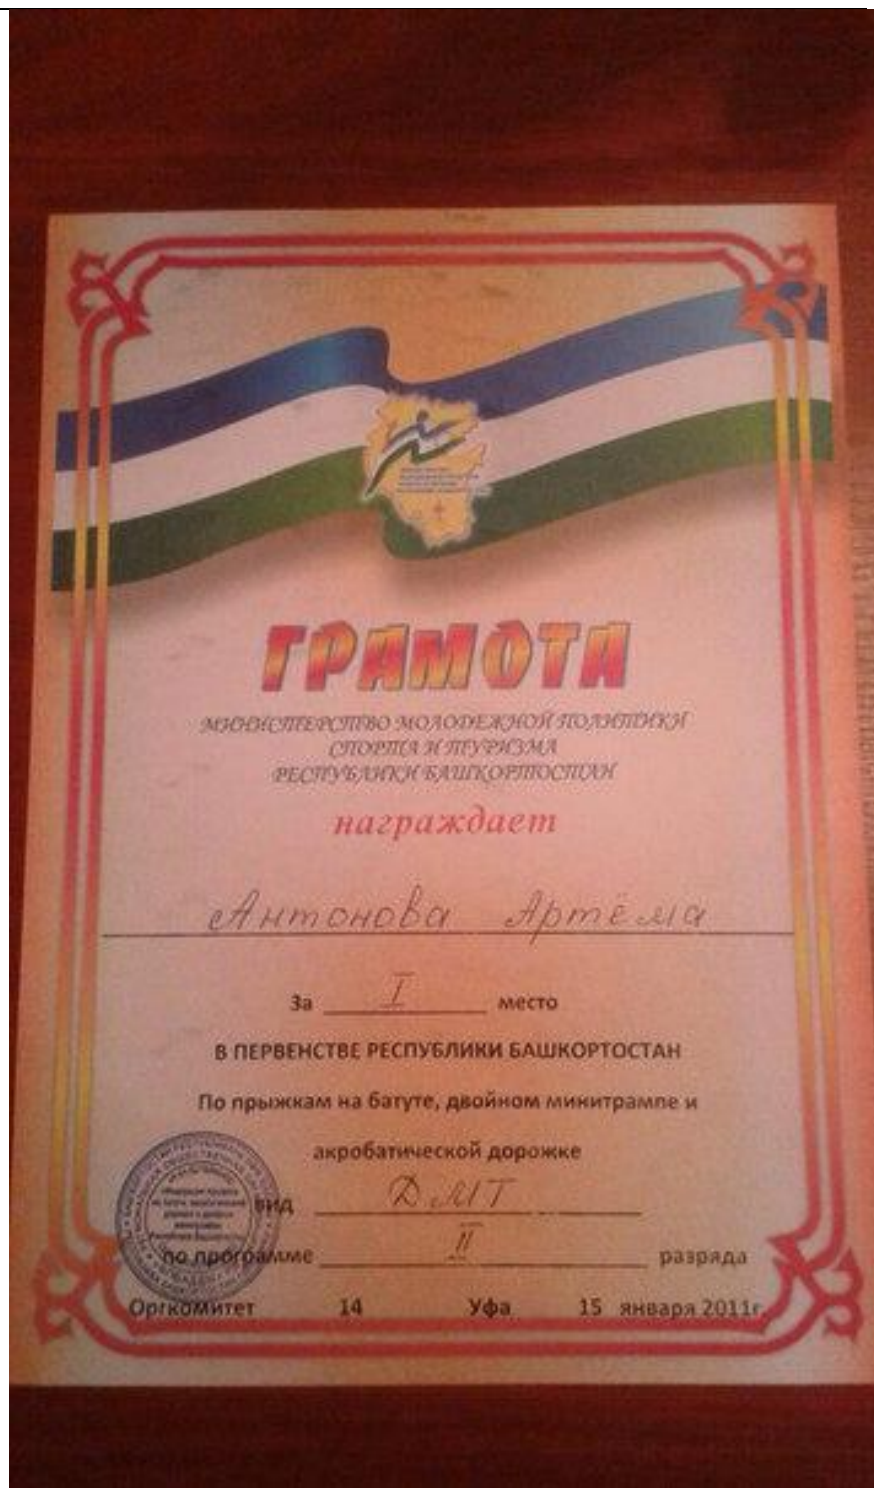 ГРАМОТА
МИНИСТЕРСТВО МОЛОДЕЖНОЙ ПОЛИТИКИ
СПОРТА И ТУРИЗМА
РЕСПУБЛИКИ БАШКОРТОСТАН
награждает
Антонова Артёма
За I место
В ПЕРВЕНСТВЕ РЕСПУБЛИКИ БАШКОРТОСТАН
По прыжкам на батуте, двойном минитрампе и
акробатической дорожке
вид ДМТ
по программе II разряда
Оргкомитет 14 Уфа 15 января 2011г.